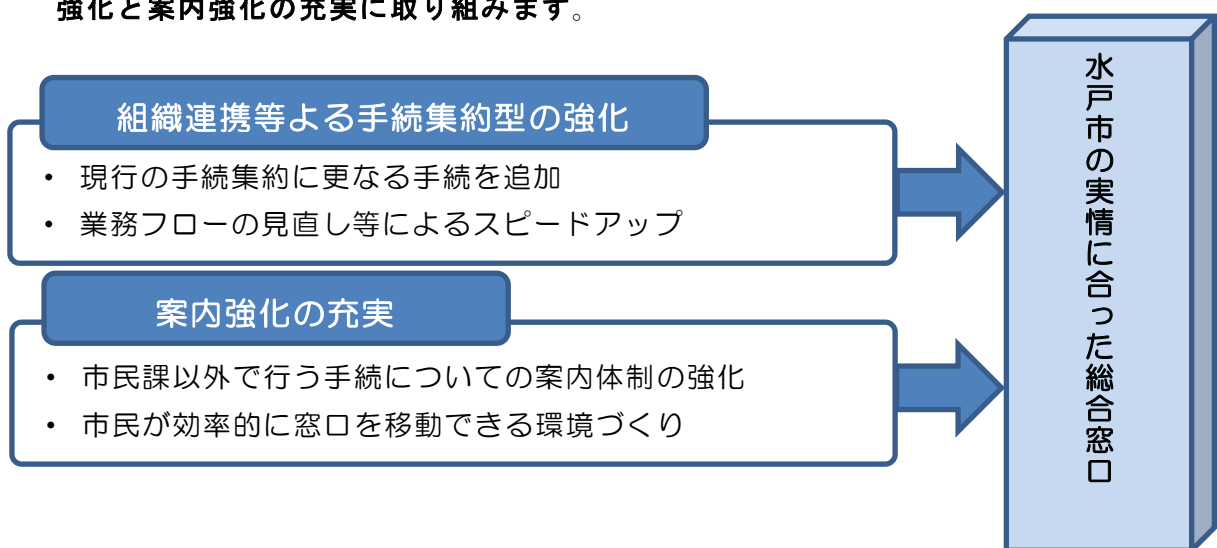 強化と案内強化の充実に取り組みます。
組織連携等よる手続集約型の強化
・ 現行の手続集約に更なる手続を追加
・ 業務フローの見直し等によるスピードアップ
案内強化の充実
・ 市民課以外で行う手続についての案内体制の強化
・ 市民が効率的に窓口を移動できる環境づくり
水戸市の実情に合った総合窓口